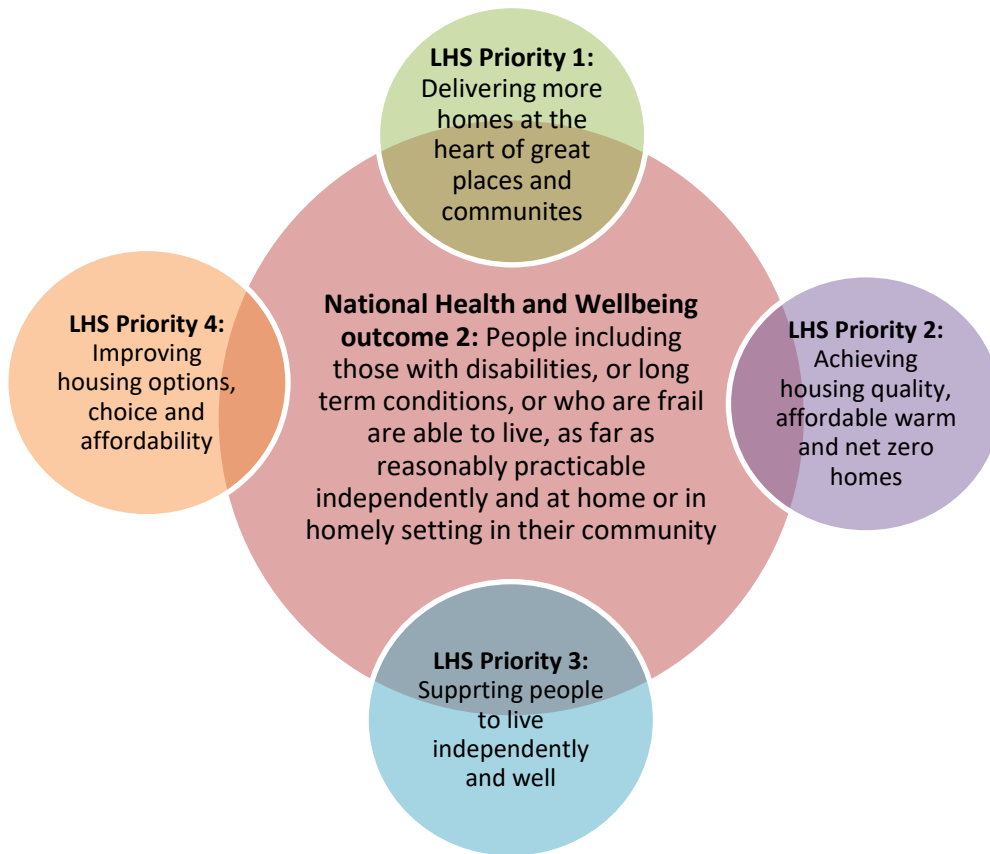 LHS Priority 1:
Delivering more
homes at the
heart of great
places and
communites
National Health and Wellbeing
outcome 2: People including
those with disabilities, or long
term conditions, or who are frail
are able to live, as far as
reasonably practicable
independently and at home or in
homely setting in their community
LHS Priority 4:
Improving
housing options,
choice and
affordability
LHS Priority 2:
Achieving
housing quality,
affordable warm
and net zero
homes
LHS Priority 3:
Supprting people
to live
independently
and well